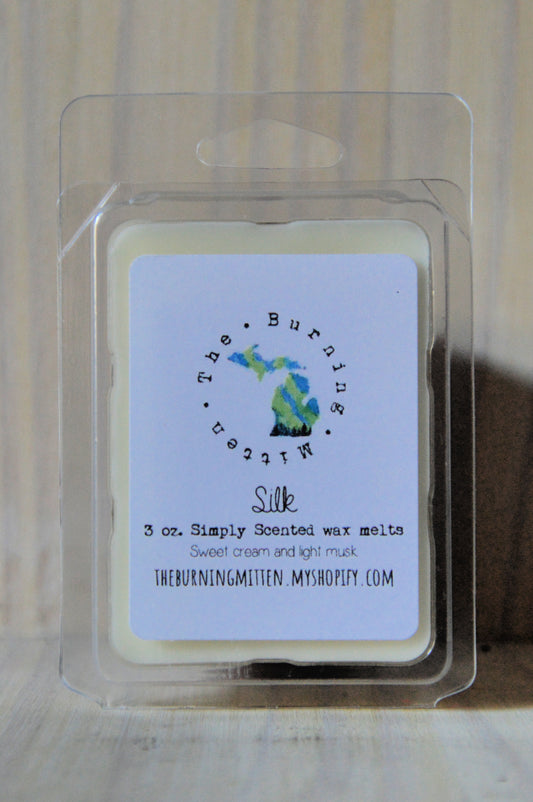 The • Burning • Mitten •
Silk
3 oz. Simply Scented wax melts
Sweet cream and light musk
THEBURNINGMITTEN.MYSHOPIFY.COM